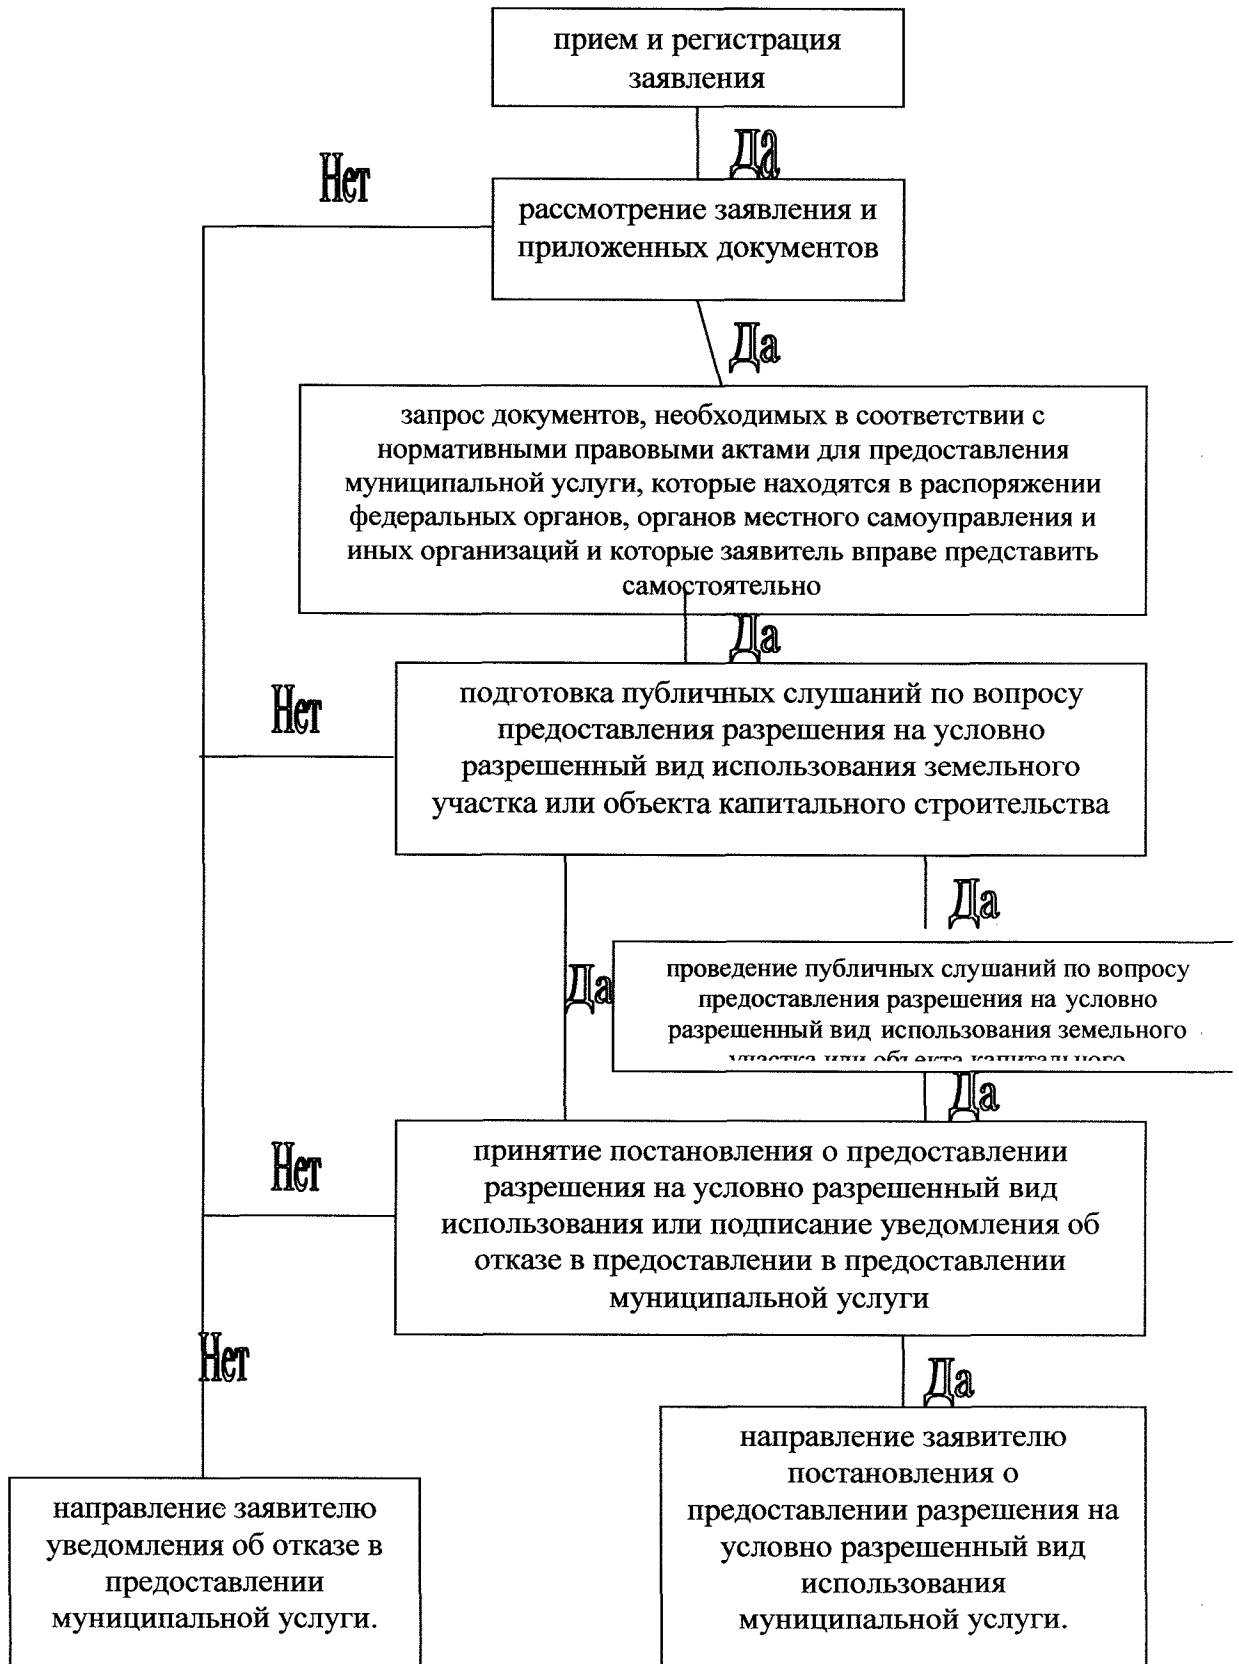 прием и регистрация
заявления
Да
Нет
рассмотрение заявления и
приложенных документов
Да
запрос документов, необходимых в соответствии с
нормативными правовыми актами для предоставления
муниципальной услуги, которые находятся в распоряжении
федеральных органов, органов местного самоуправления и
иных организаций и которые заявитель вправе представить
самостоятельно
Да
Нет
подготовка публичных слушаний по вопросу
предоставления разрешения на условно
разрешенный вид использования земельного
участка или объекта капитального строительства
Да
Да
проведение публичных слушаний по вопросу
предоставления разрешения на условно
разрешенный вид использования земельного
участка или объекта капитального
Да
Нет
принятие постановления о предоставлении
разрешения на условно разрешенный вид
использования или подписание уведомления об
отказе в предоставлении в предоставлении
муниципальной услуги
Нет
Да
направление заявителю
постановления о
предоставлении разрешения на
условно разрешенный вид
использования
муниципальной услуги.
направление заявителю
уведомления об отказе в
предоставлении
муниципальной услуги.